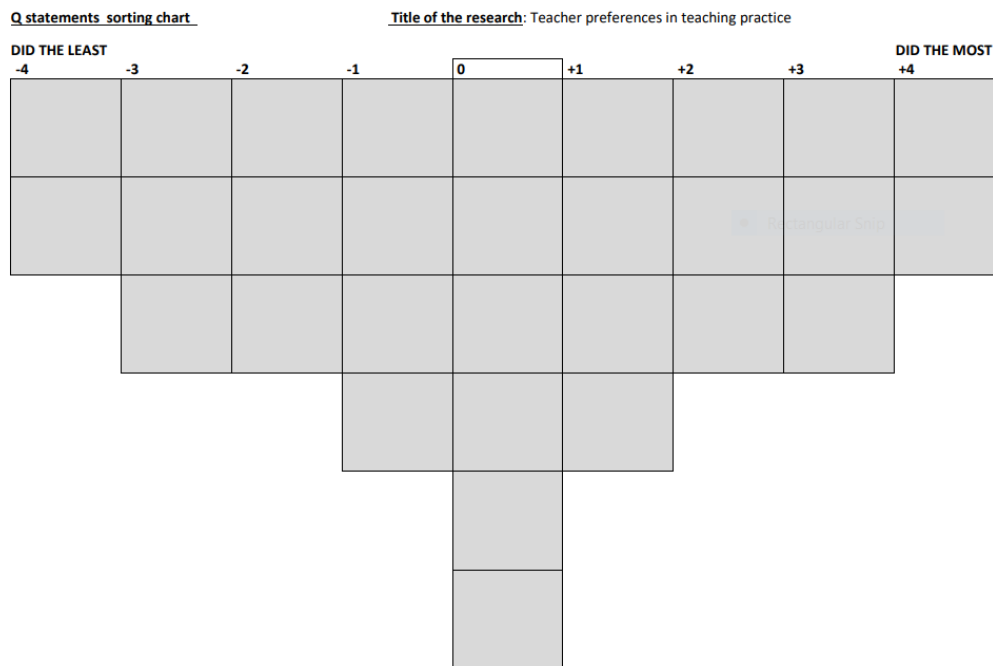 Q statements sorting chart Title of the research: Teacher preferences in teaching practice
DID THE LEAST DID THE MOST
-4 -3 -2 -1 0 +1 +2 +3 +4
Rectangular Snip